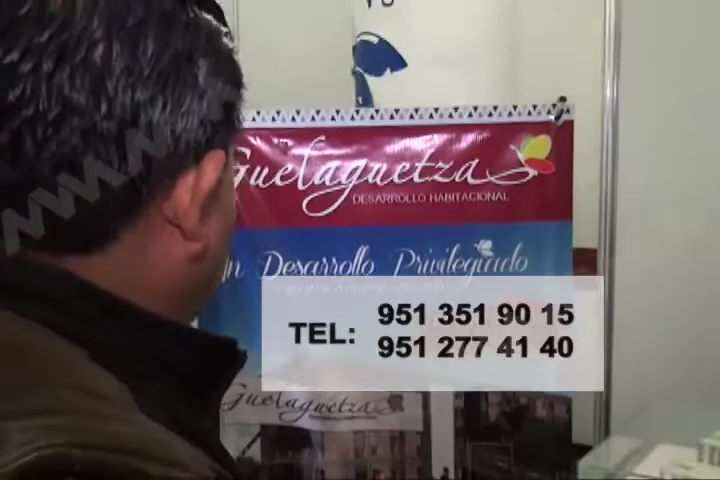 Guelaguetza
DESARROLLO HABITACIONAL
Un Desarrollo Privilegiado
TEL:
951 351 90 15
951 277 41 40
Guelaguetza